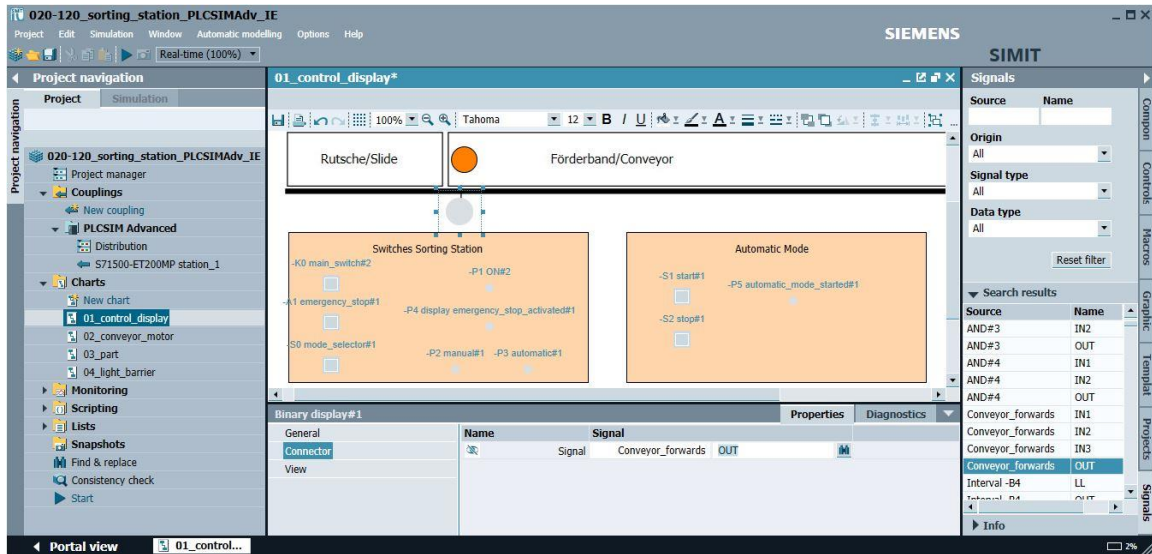 020-120_sorting_station_PLCSIMAdv_IE
Project Edit Simulation Window Automatic modelling Options Help
SIEMENS
Real-time (100%)
SIMIT
Project navigation
Project Simulation
Project navigation
020-120_sorting_station_PLCSIMAdv_IE
Project manager
Couplings
New coupling
PLCSIM Advanced
Distribution
S71500-ET200MP station_1
Charts
New chart
01_control_display
02_conveyor_motor
03_part
04_light_barrier
Monitoring
Scripting
Lists
Snapshots
Find & replace
Consistency check
Start
01_control_display*
100% Tahoma 12 B I U A
Rutsche/Slide Förderband/Conveyor
Switches Sorting Station
-K0 main_switch#2
-P1 ON#2
-A1 emergency_stop#1
-P4 display emergency_stop_activated#1
-S0 mode_selector#1
-P2 manual#1 -P3 automatic#1
Automatic Mode
-S1 start#1
-P5 automatic_mode_started#1
-S2 stop#1
Binary display#1 Properties Diagnostics
General
Connector
View
Name Signal
Signal Conveyor_forwards OUT
Signals
Source Name
Origin
All
Signal type
All
Data type
All
Reset filter
Search results
Source Name
AND#3 IN2
AND#3 OUT
AND#4 IN1
AND#4 IN2
AND#4 OUT
Conveyor_forwards IN1
Conveyor_forwards IN2
Conveyor_forwards IN3
Conveyor_forwards OUT
Interval -B4 LL
Interval -B4 OUT
Info
Compon
Controls
Macros
Graphic
Templat
Projects
Signals
Portal view 01_control...
2%